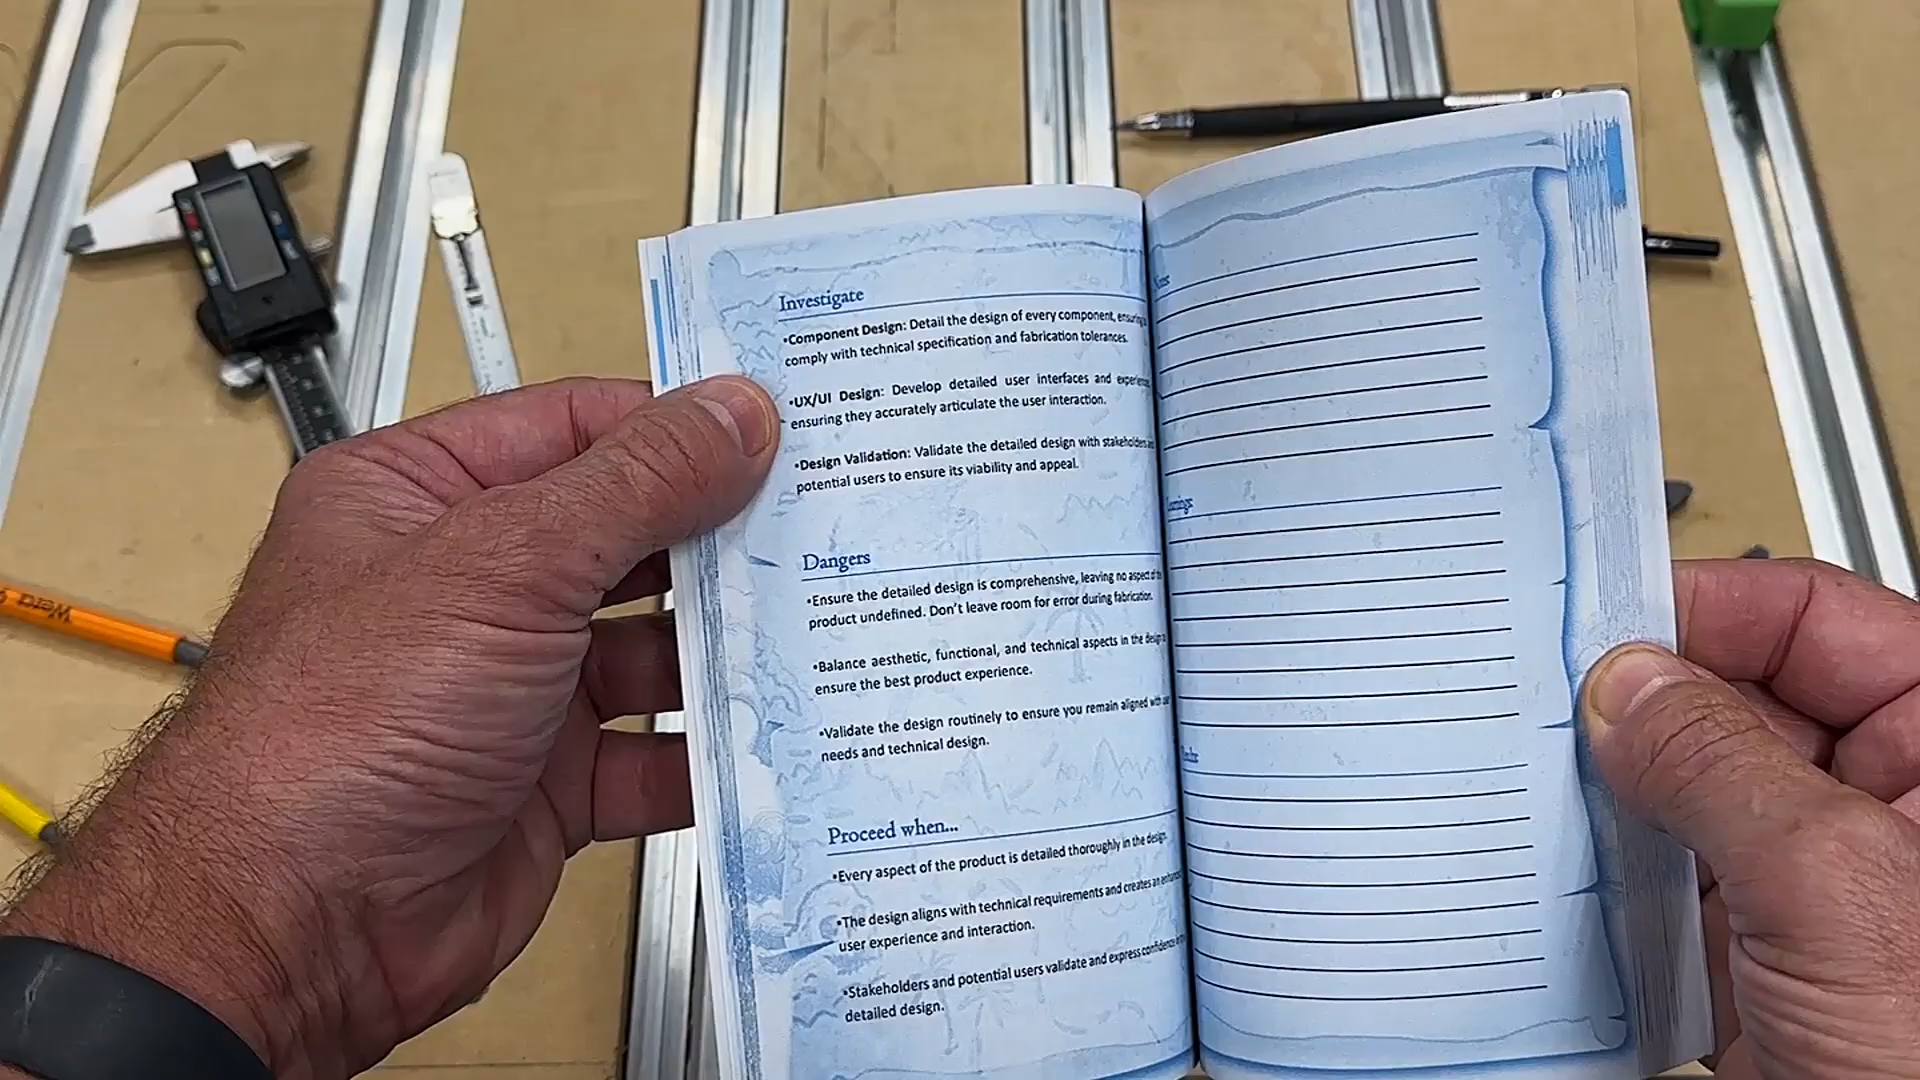 Investigate
•Component Design: Detail the design of every component, ensuring
comply with technical specification and fabrication tolerances.
•UX/UI Design: Develop detailed user interfaces and
ensuring they accurately articulate the user interaction.
•Design Validation: Validate the detailed design with stakeholders
potential users to ensure its viability and appeal.
Dangers
•Ensure the detailed design is comprehensive, leaving no aspect of
product undefined. Don't leave room for error during fabrication.
•Balance aesthetic, functional, and technical aspects in the design
ensure the best product experience.
•Validate the design routinely to ensure you remain aligned with
needs and technical design.
Proceed when...
•Every aspect of the product is detailed thoroughly in the design.
•The design aligns with technical requirements and creates an
user experience and interaction.
•Stakeholders and potential users validate and express confidence
detailed design.
Wera